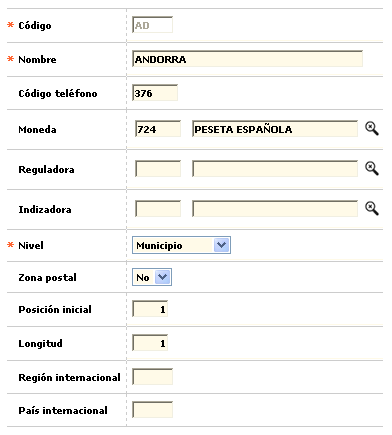 * Código AD
* Nombre ANDORRA
Código teléfono 376
Moneda 724 PESETA ESPAÑOLA
Reguladora
Indizadora
* Nivel Municipio
Zona postal No
Posición inicial 1
Longitud 1
Región internacional
País internacional